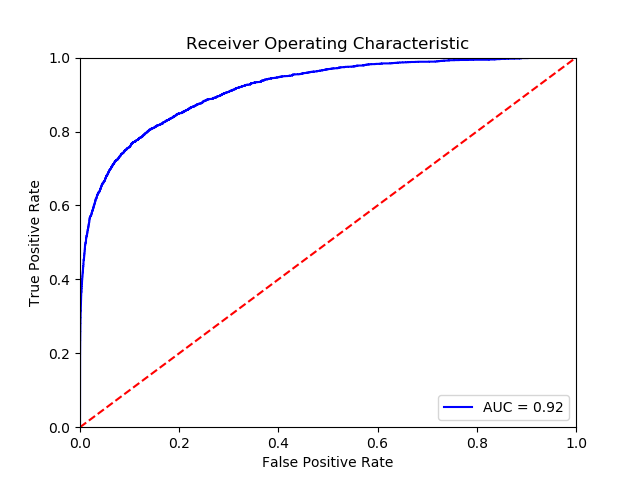 Receiver Operating Characteristic
1.0
0.8
0.6
0.4
0.2
0.0
True Positive Rate
AUC = 0.92
0.0 0.2 0.4 0.6 0.8 1.0
False Positive Rate